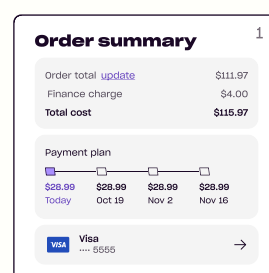 1
Order summary
Order total update $111.97
Finance charge $4.00
Total cost $115.97
Payment plan
$28.99 $28.99 $28.99 $28.99
Today Oct 19 Nov 2 Nov 16
VISA Visa
···· 5555